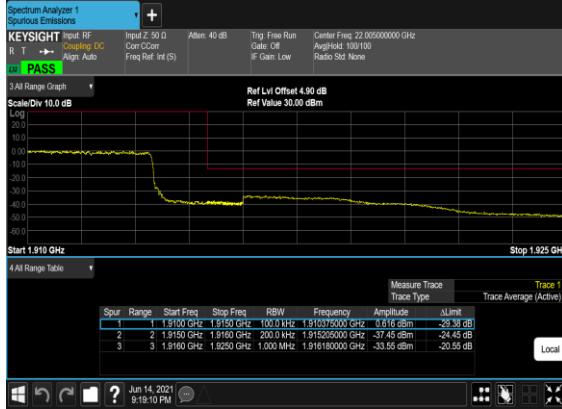 Spectrum Analyzer 1
Spurious Emissions
+
KEYSIGHT Input: RF Input Z: 50 Ω Atten: 40 dB Trig: Free Run Center Freq: 22.005000000 GHz
R T Coupling: DC Corr CCorr Gate: Off Avg|Hold: 100/100
Align: Auto Freq Ref: Int (S) IF Gain: Low Radio Std: None
PASS
3 All Range Graph
Ref Lvl Offset 4.90 dB
Scale/Div 10.0 dB Ref Value 30.00 dBm
Log
20.0
10.0
0.00
-10.0
-20.0
-30.0
-40.0
-50.0
-60.0
Start 1.910 GHz Stop 1.925 GH
4 All Range Table
Measure Trace Trace 1
Trace Type Trace Average (Active)
Spur Range Start Freq Stop Freq RBW Frequency Amplitude ΔLimit
1 1 1.9100 GHz 1.9150 GHz 100.0 kHz 1.910375000 GHz 0.616 dBm -29.38 dB
2 2 1.9150 GHz 1.9160 GHz 200.0 kHz 1.915205000 GHz -37.45 dBm -24.45 dB
3 3 1.9160 GHz 1.9250 GHz 1.000 MHz 1.916180000 GHz -33.55 dBm -20.55 dB
Local
? Jun 14, 2021
9:19:10 PM